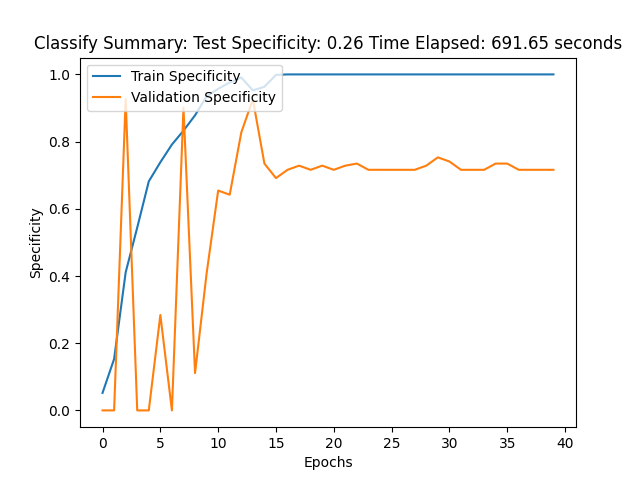 Classify Summary: Test Specificity: 0.26 Time Elapsed: 691.65 seconds
Train Specificity
Validation Specificity
Specificity
1.0
0.8
0.6
0.4
0.2
0.0
0 5 10 15 20 25 30 35 40
Epochs